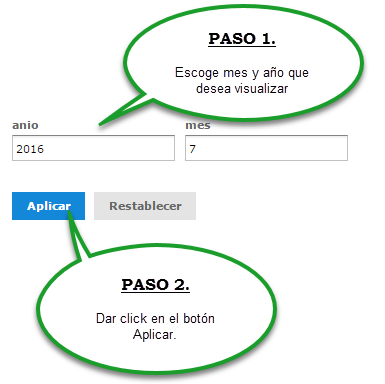 PASO 1.
Escoge mes y año que
desea visualizar
anio
mes
2016
7
Aplicar
Restablecer
PASO 2.
Dar click en el botón
Aplicar.